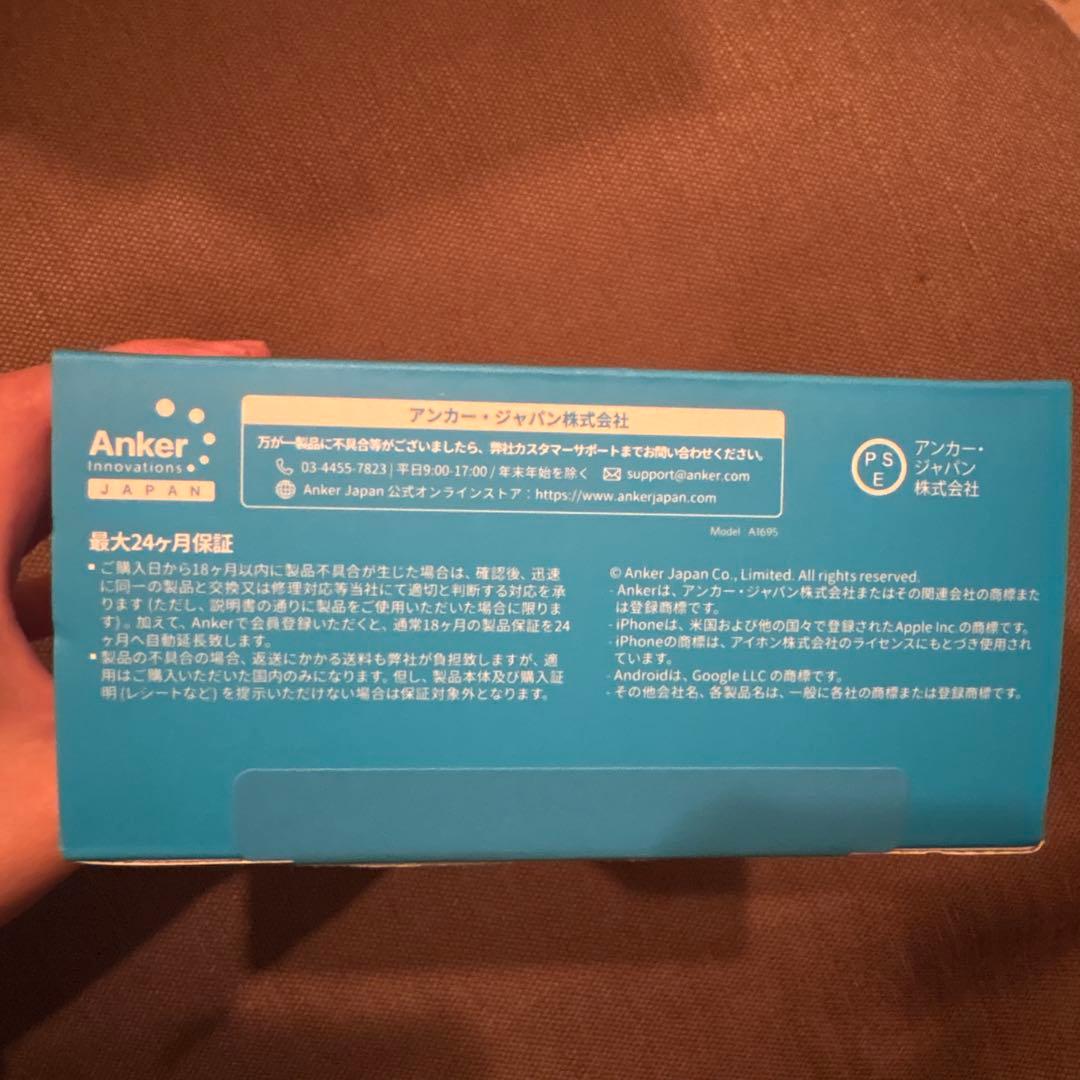 Anker
Innovations
JAPAN
アンカー・ジャパン株式会社
万が一製品に不具合等がございましたら、弊社カスタマーサポートまでお問い合わせください。
03-4455-7823 | 平日9:00-17:00 / 年末年始を除く support@anker.com
Anker Japan 公式オンラインストア：https://www.ankerjapan.com
PSE
アンカー・
ジャパン
株式会社
Model A1695
最大24ヶ月保証
▪ご購入日から18ヶ月以内に製品不具合が生じた場合は、確認後、迅速
に同一の製品と交換又は修理対応等当社にて適切と判断する対応を承
ります (ただし、説明書の通りに製品をご使用いただいた場合に限りま
す) 。加えて、Ankerで会員登録いただくと、通常18ヶ月の製品保証を24
ヶ月へ自動延長致します。
▪製品の不具合の場合、返送にかかる送料も弊社が負担致しますが、適
用はご購入いただいた国内のみになります。但し、製品本体及び購入証
明 (レシートなど) を提示いただけない場合は保証対象外となります。
© Anker Japan Co., Limited. All rights reserved.
- Ankerは、アンカー・ジャパン株式会社またはその関連会社の商標また
は登録商標です。
- iPhoneは、米国および他の国々で登録されたApple Inc. の商標です。
- iPhoneの商標は、アイホン株式会社のライセンスにもとづき使用され
ています。
- Androidは、Google LLC の商標です。
- その他会社名、各製品名は、一般に各社の商標または登録商標です。